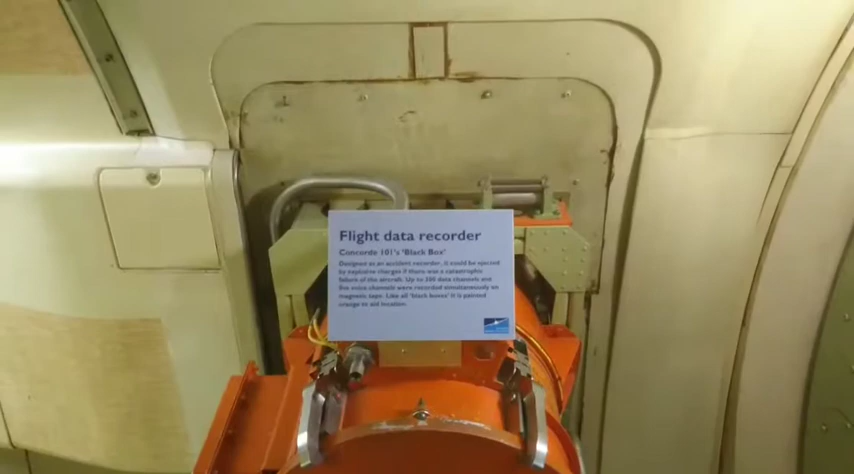 Flight data recorder
Concorde 101's 'Black Box'
Designed as an accident recorder, it could be ejected
by explosive charges if there was a catastrophic
failure of the aircraft. Up to 300 data channels and
five voice channels were recorded simultaneously on
magnetic tape. Like all 'black boxes' it is painted
orange to aid location.